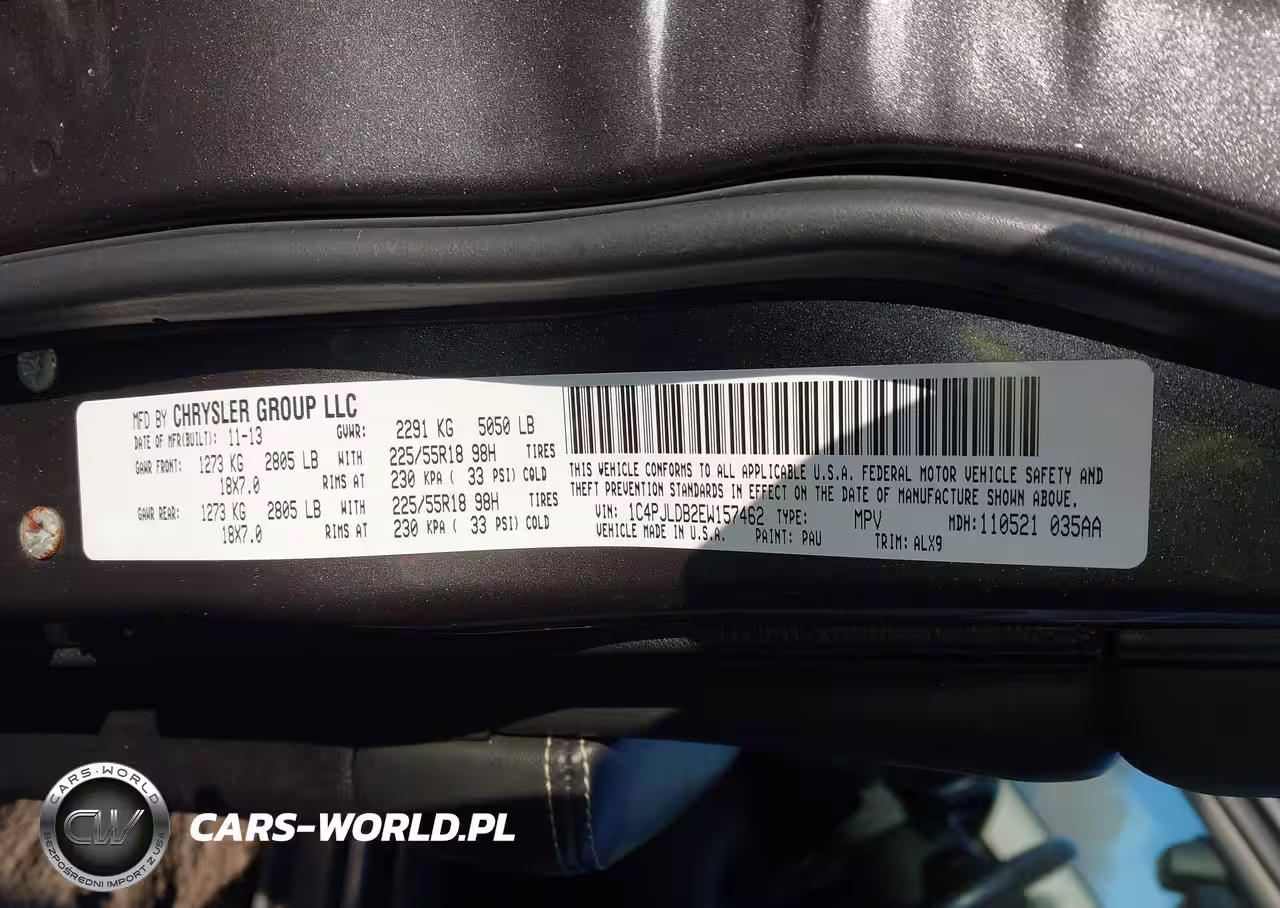 MFD BY CHRYSLER GROUP LLC
DATE OF MFR(BUILT): 11-13 GVWR: 2291 KG 5050 LB
GAWR FRONT: 1273 KG 2805 LB WITH 225/55R18 98H TIRES
18X7.0 RIMS AT 230 KPA ( 33 PSI) COLD
GAWR REAR: 1273 KG 2805 LB WITH 225/55R18 98H TIRES
18X7.0 RIMS AT 230 KPA ( 33 PSI) COLD
THIS VEHICLE CONFORMS TO ALL APPLICABLE U.S.A. FEDERAL MOTOR VEHICLE SAFETY AND
THEFT PREVENTION STANDARDS IN EFFECT ON THE DATE OF MANUFACTURE SHOWN ABOVE.
VIN: 1C4PJLDB2EW157462 TYPE: MPV MDH: 110521 035AA
VEHICLE MADE IN U.S.A. PAINT: PAU TRIM: ALX9
CARS-WORLD
CW
BEZPOŚREDNI IMPORT Z USA
CARS-WORLD.PL